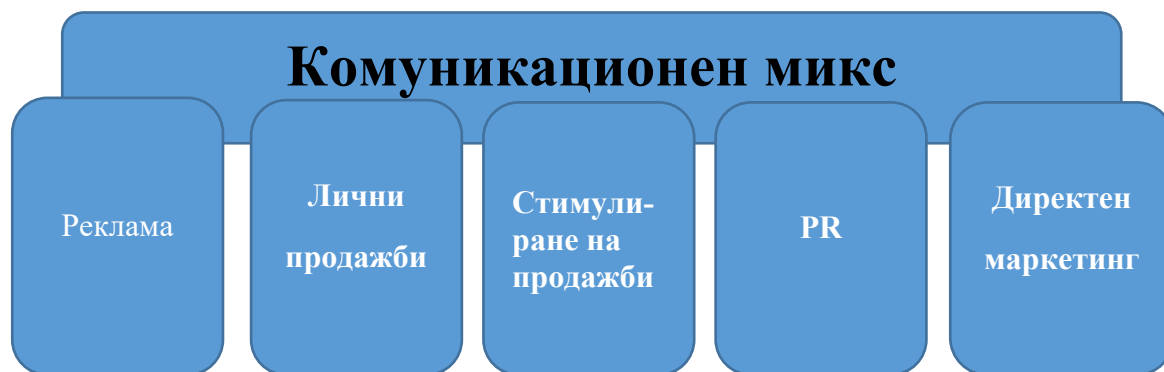 Комуникационен микс
Реклама
Лични
продажби
Стимули-
ране на
продажби
PR
Директен
маркетинг